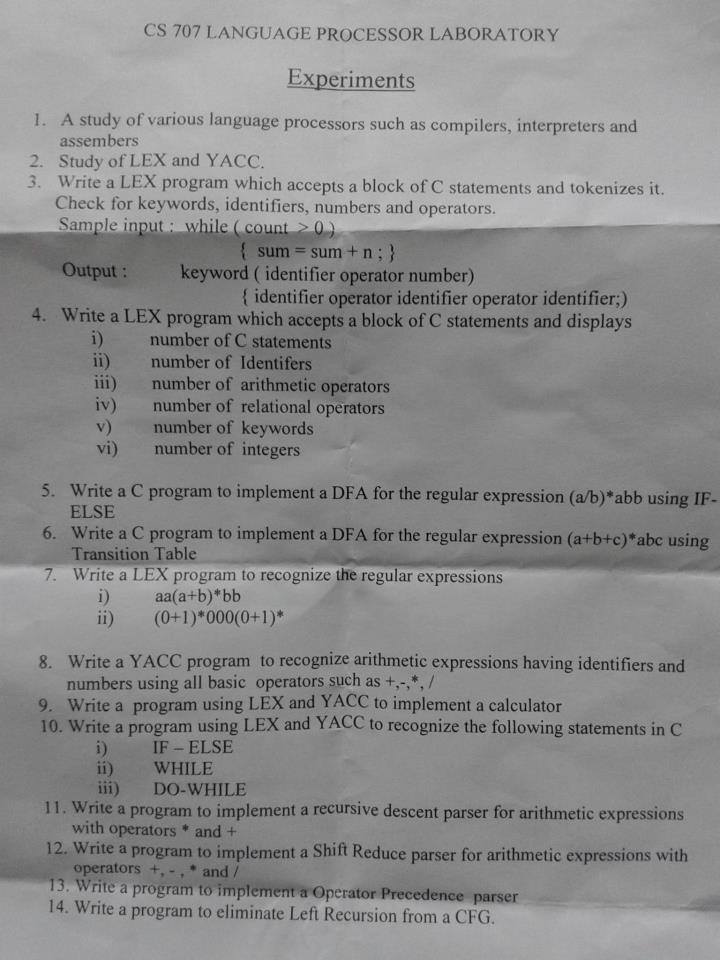 CS 707 LANGUAGE PROCESSOR LABORATORY
Experiments
1. A study of various language processors such as compilers, interpreters and
assembers
2. Study of LEX and YACC.
3. Write a LEX program which accepts a block of C statements and tokenizes it.
Check for keywords, identifiers, numbers and operators.
Sample input : while ( count > 0 )
{ sum = sum + n ; }
Output : keyword ( identifier operator number)
{ identifier operator identifier operator identifier;)
4. Write a LEX program which accepts a block of C statements and displays
i) number of C statements
ii) number of Identifers
iii) number of arithmetic operators
iv) number of relational operators
v) number of keywords
vi) number of integers
5. Write a C program to implement a DFA for the regular expression (a/b)*abb using IF-
ELSE
6. Write a C program to implement a DFA for the regular expression (a+b+c)*abc using
Transition Table
7. Write a LEX program to recognize the regular expressions
i) aa(a+b)*bb
ii) (0+1)*000(0+1)*
8. Write a YACC program to recognize arithmetic expressions having identifiers and
numbers using all basic operators such as +,-,*, /
9. Write a program using LEX and YACC to implement a calculator
10. Write a program using LEX and YACC to recognize the following statements in C
i) IF – ELSE
ii) WHILE
iii) DO-WHILE
11. Write a program to implement a recursive descent parser for arithmetic expressions
with operators * and +
12. Write a program to implement a Shift Reduce parser for arithmetic expressions with
operators +, - , * and /
13. Write a program to implement a Operator Precedence parser
14. Write a program to eliminate Left Recursion from a CFG.